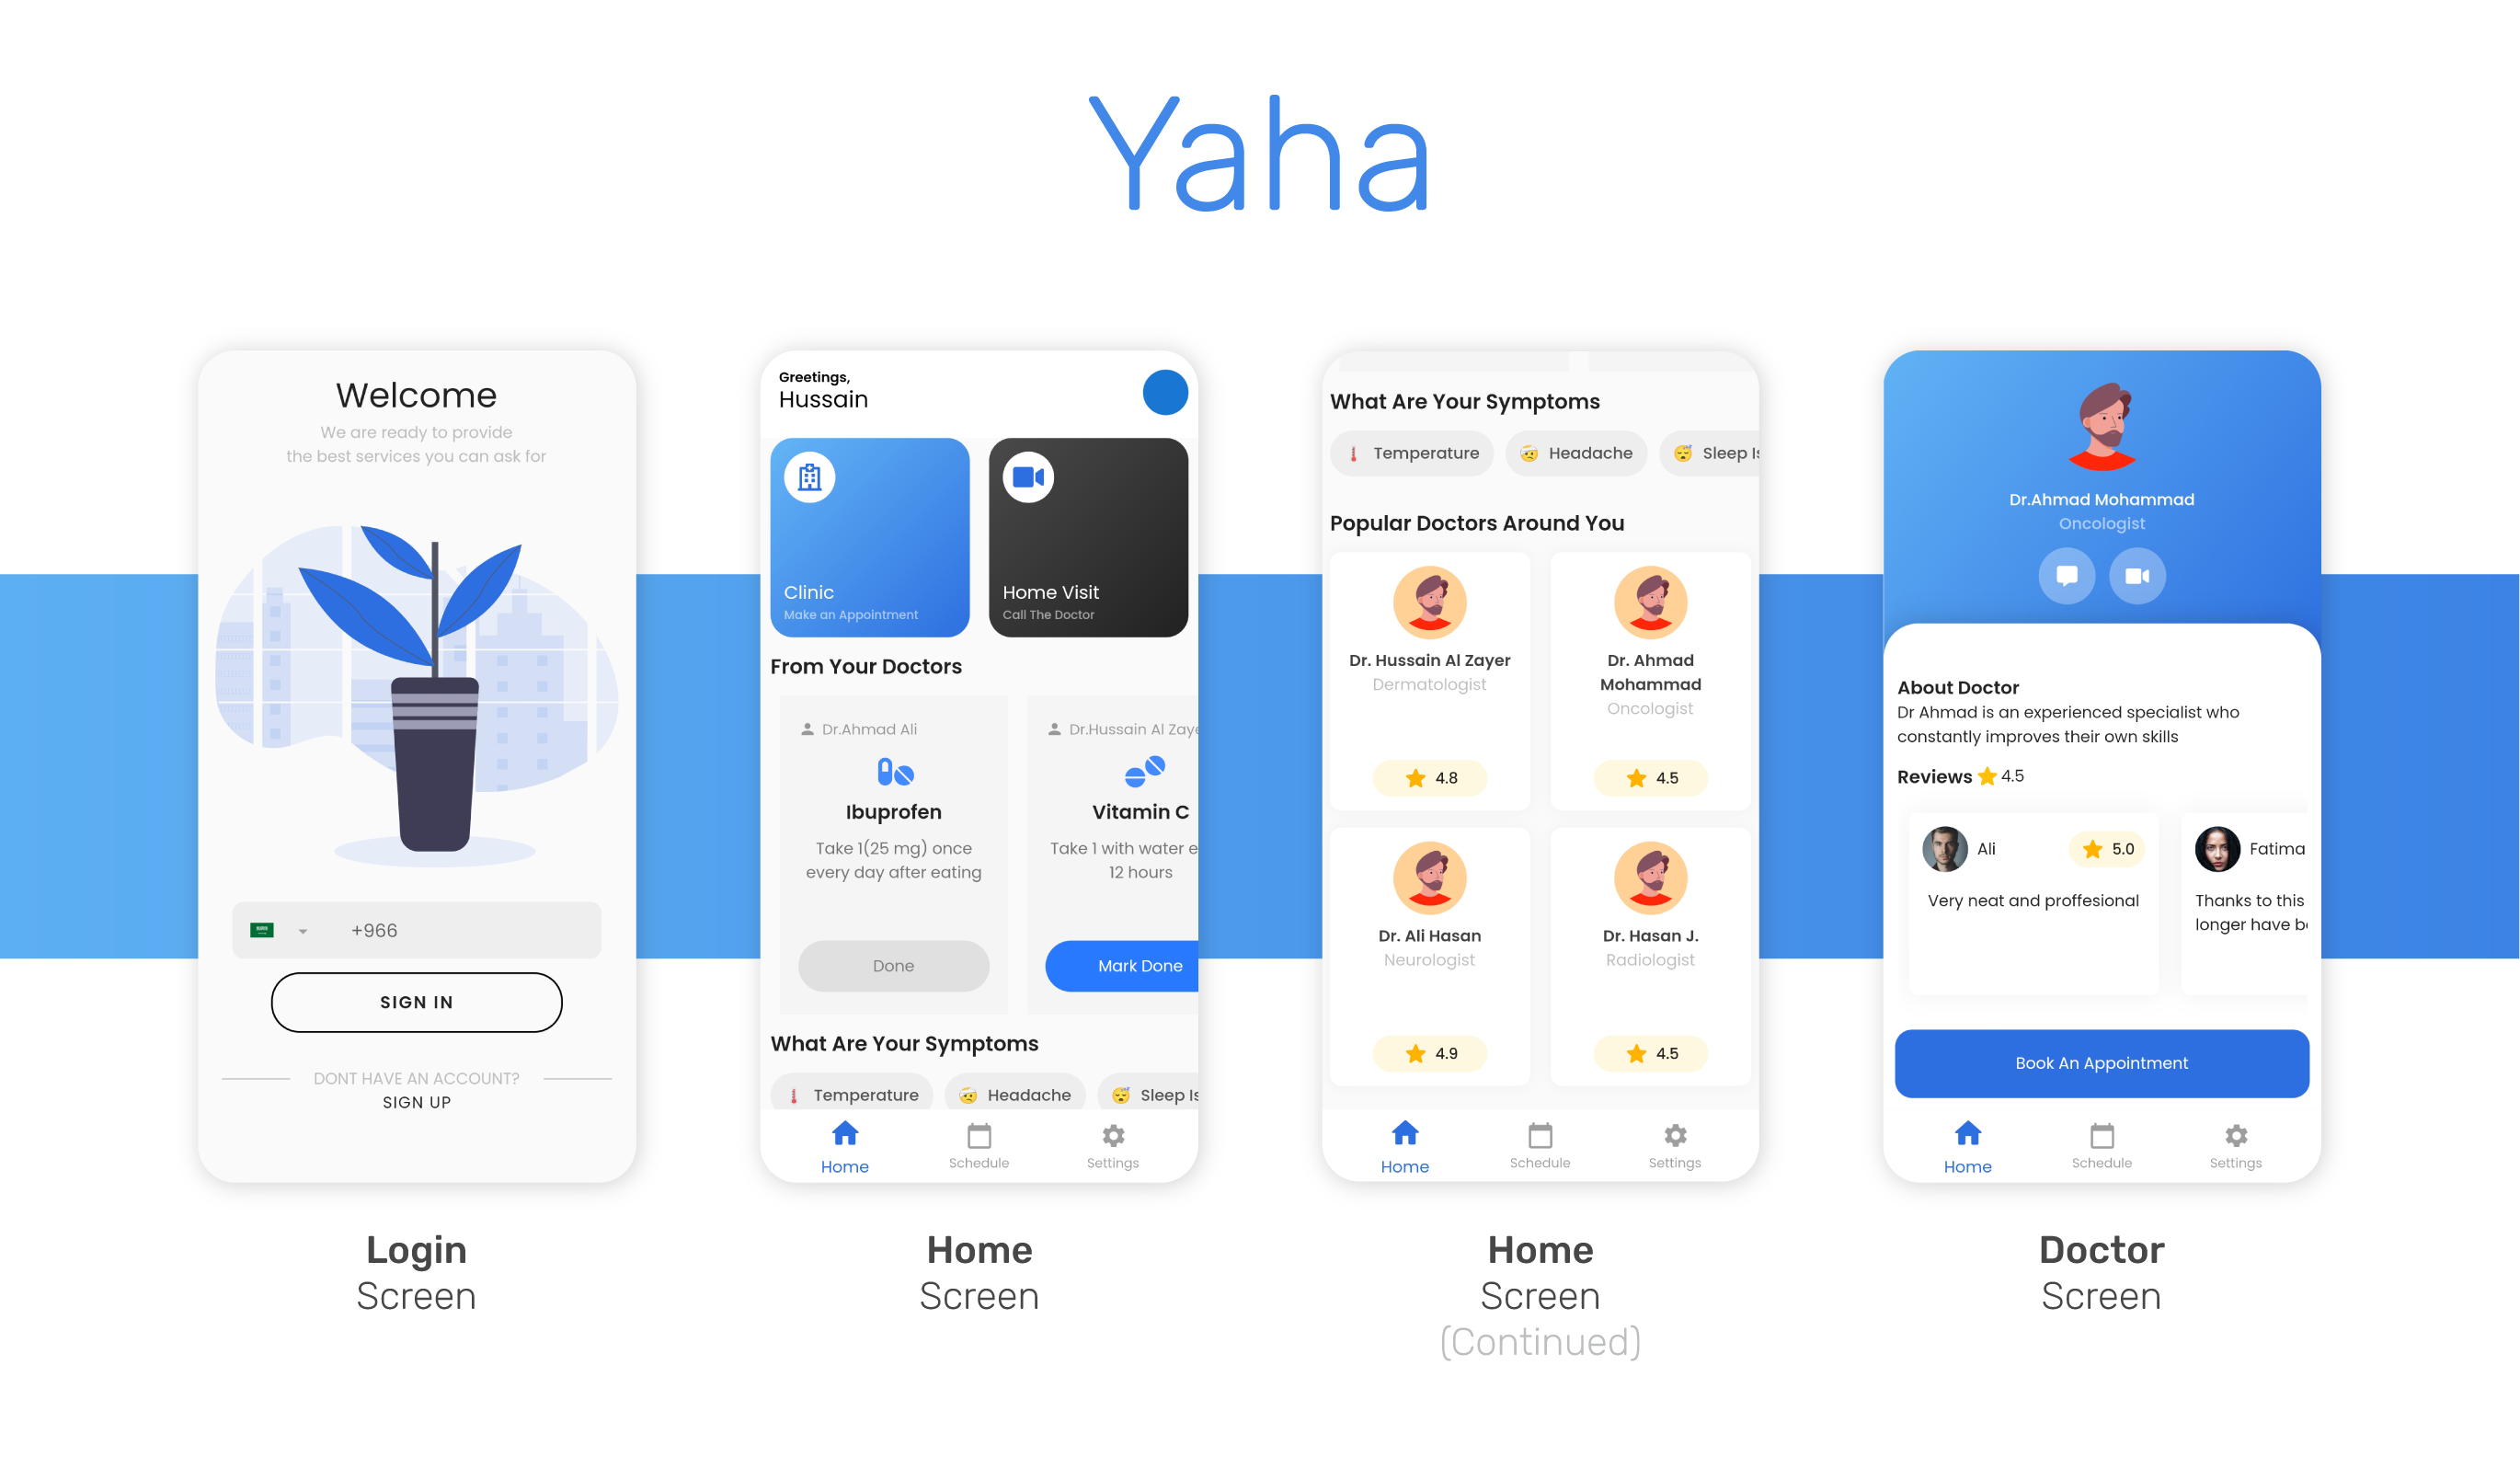 Yaha
Welcome
We are ready to provide
the best services you can ask for
+966
SIGN IN
DONT HAVE AN ACCOUNT?
SIGN UP
Login
Screen
Greetings,
Hussain
Clinic
Make an Appointment
Home Visit
Call The Doctor
From Your Doctors
Dr.Ahmad Ali
Ibuprofen
Take 1(25 mg) once
every day after eating
Done
Dr.Hussain Al Zaye
Vitamin C
Take 1 with water e
12 hours
Mark Done
What Are Your Symptoms
Temperature
Headache
Sleep Is
Home
Schedule
Settings
Home
Screen
What Are Your Symptoms
Temperature
Headache
Sleep Is
Popular Doctors Around You
Dr. Hussain Al Zayer
Dermatologist
4.8
Dr. Ahmad
Mohammad
Oncologist
4.5
Dr. Ali Hasan
Neurologist
4.9
Dr. Hasan J.
Radiologist
4.5
Home
Schedule
Settings
Home
Screen
(Continued)
Dr.Ahmad Mohammad
Oncologist
About Doctor
Dr Ahmad is an experienced specialist who
constantly improves their own skills
Reviews 4.5
Ali
5.0
Very neat and proffesional
Fatima
Thanks to this
longer have
Book An Appointment
Home
Schedule
Settings
Doctor
Screen